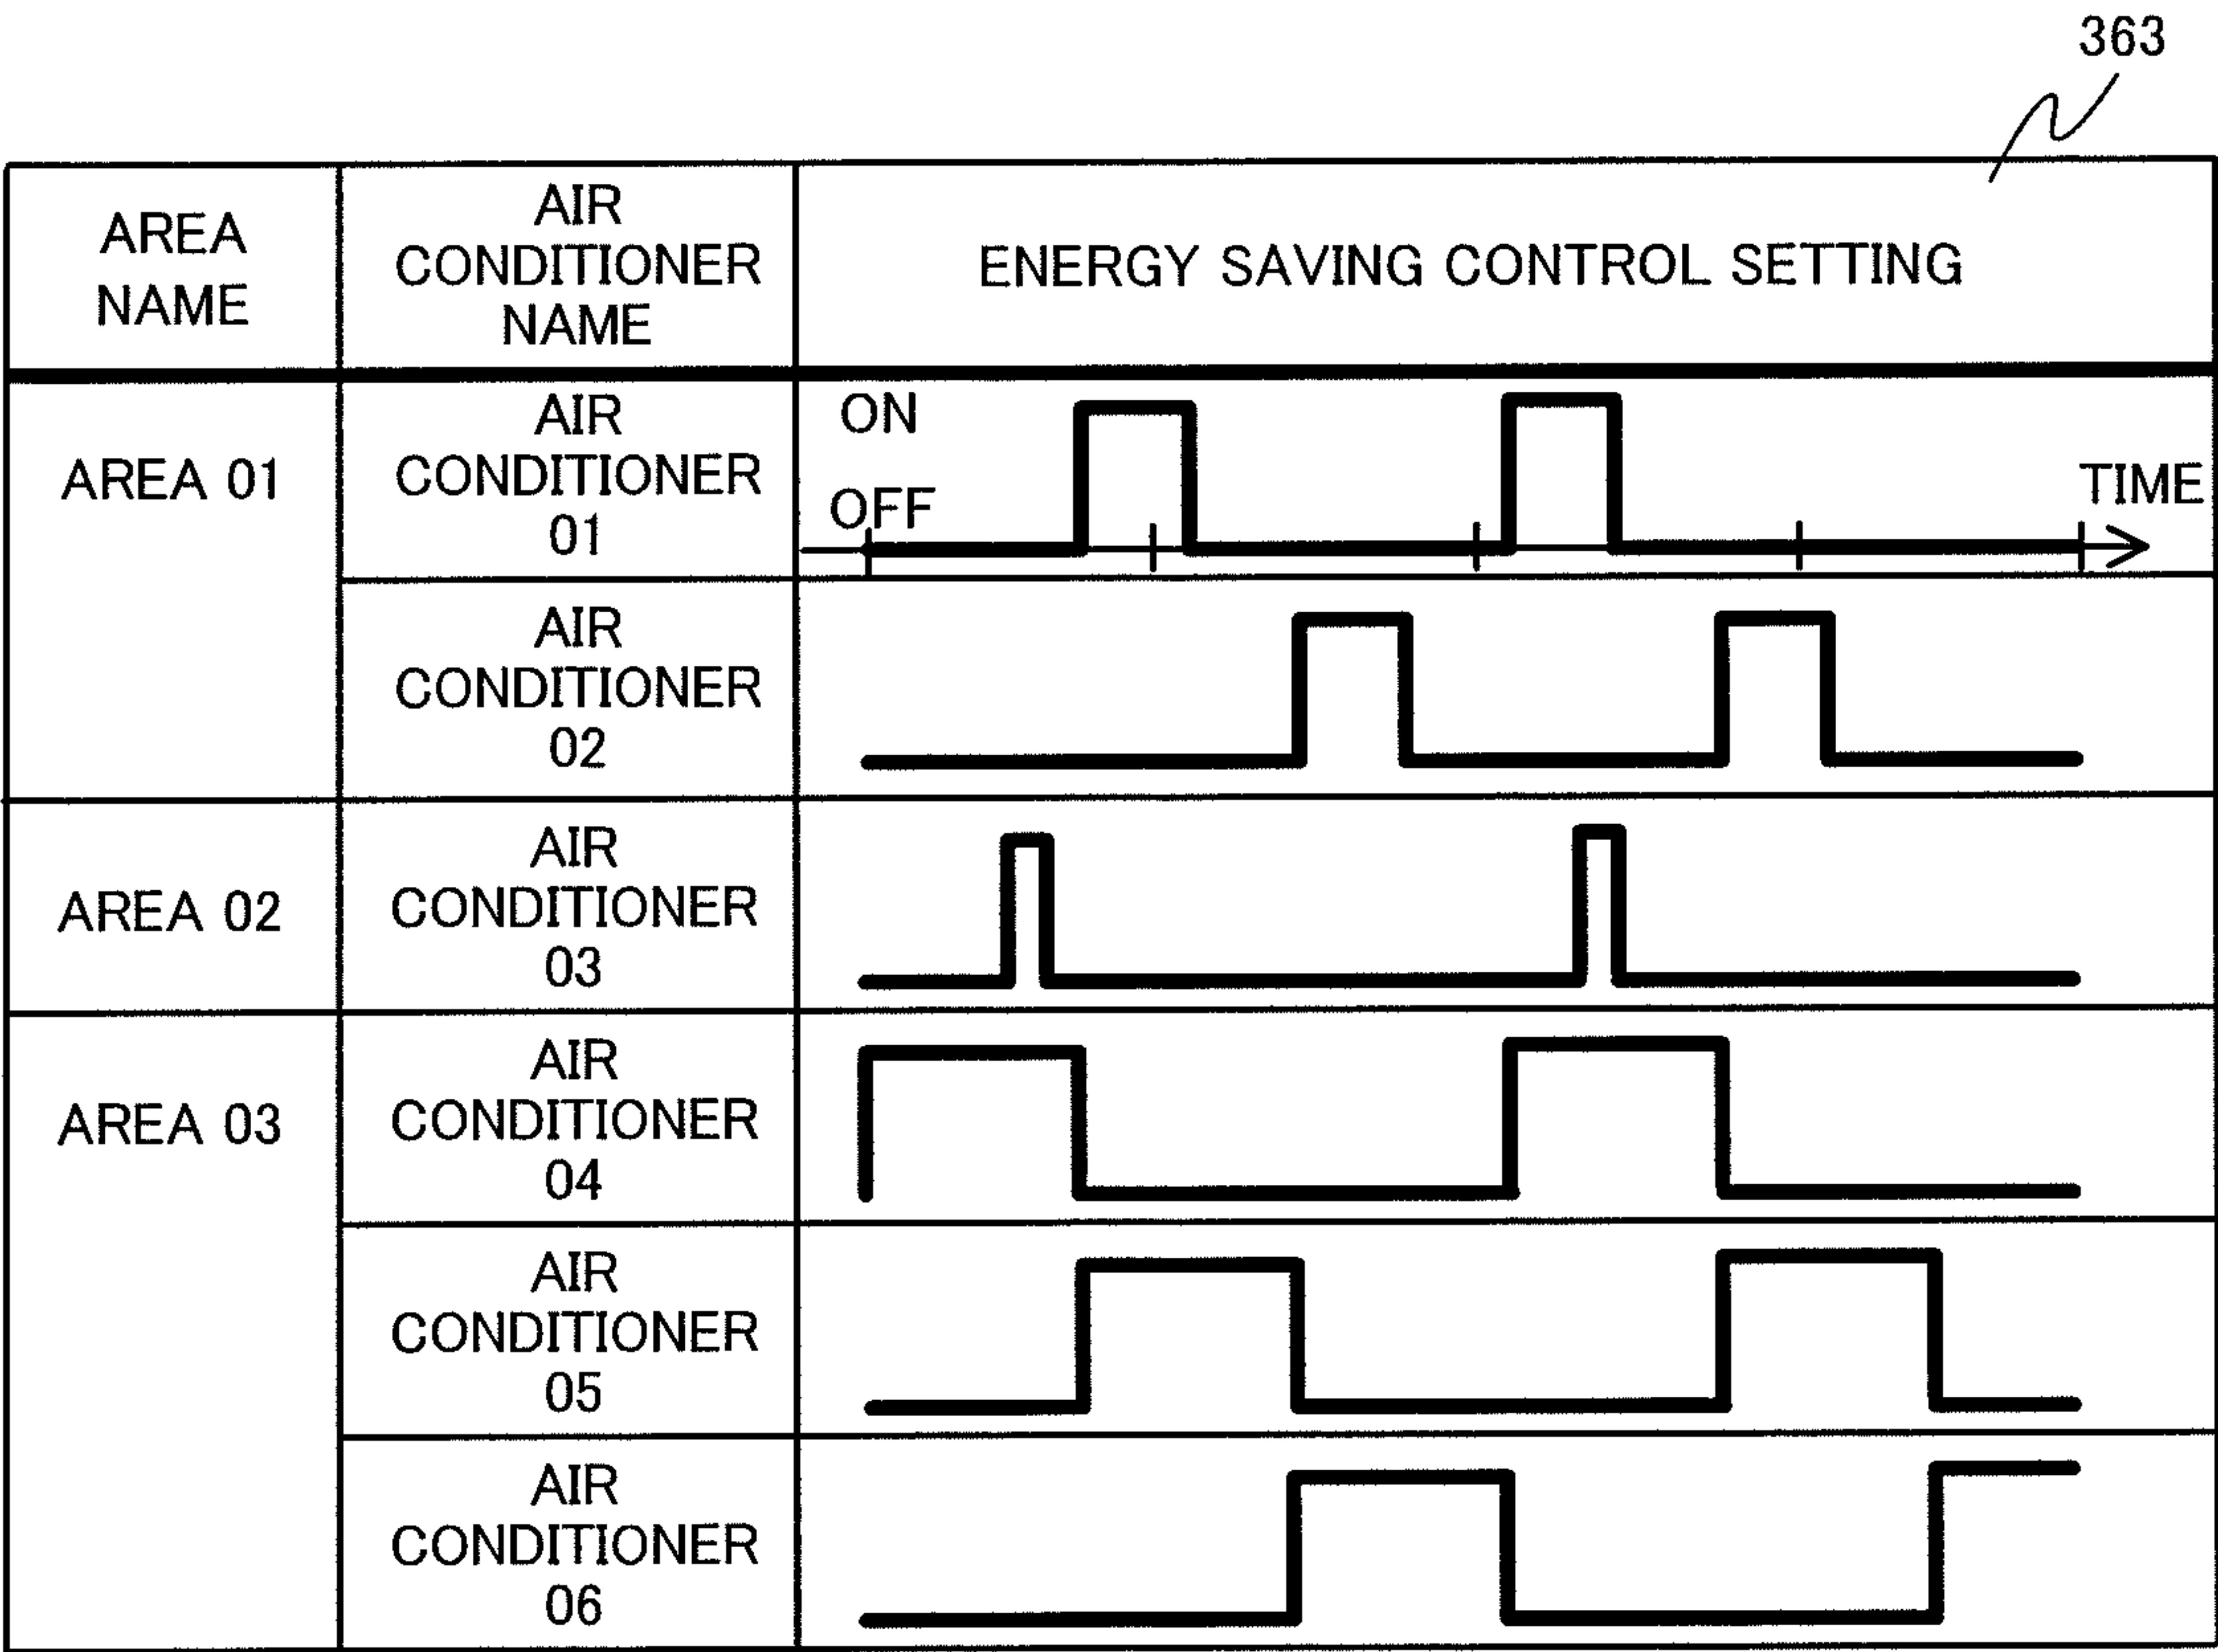 363
AREA
NAME
AIR
CONDITIONER
NAME
ENERGY SAVING CONTROL SETTING
AREA 01
AIR
CONDITIONER
01
ON
OFF
TIME
AIR
CONDITIONER
02
AREA 02
AIR
CONDITIONER
03
AREA 03
AIR
CONDITIONER
04
AIR
CONDITIONER
05
AIR
CONDITIONER
06